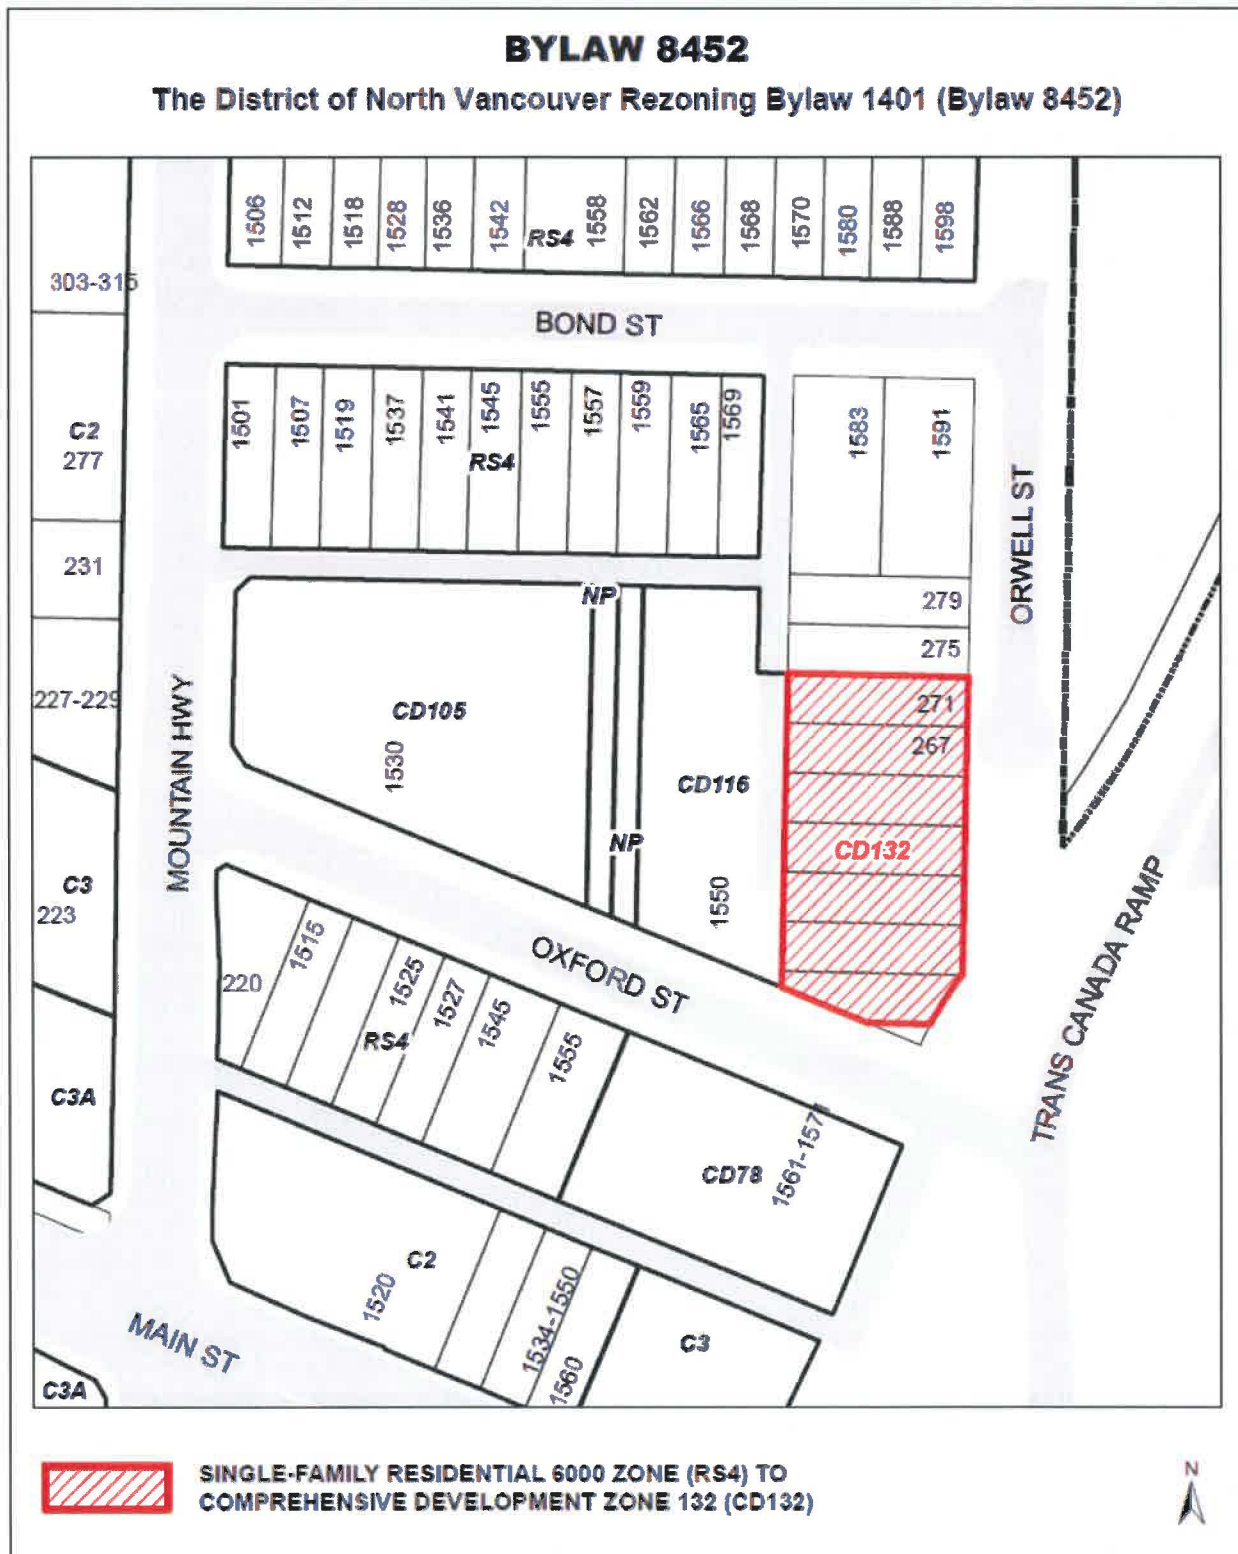 BYLAW 8452
The District of North Vancouver Rezoning Bylaw 1401 (Bylaw 8452)
1506
1512
1518
1528
1536
1542
RS4
1558
1562
1566
1568
1570
1580
1588
1598
303-315
BOND ST
C2
277
1501
1507
1519
1537
1541
1545
RS4
1555
1557
1559
1565
1569
1583
1591
ORWELL ST
231
NP
279
275
227-229
MOUNTAIN HWY
CD105
1530
271
267
CD116
NP
CD132
1550
C3
223
TRANS CANADA RAMP
OXFORD ST
220
1515
1525
1527
1545
1555
RS4
C3A
CD78
C2
1520
1534-1550
1560
C3
MAIN ST
C3A
SINGLE-FAMILY RESIDENTIAL 6000 ZONE (RS4) TO
COMPREHENSIVE DEVELOPMENT ZONE 132 (CD132)
N